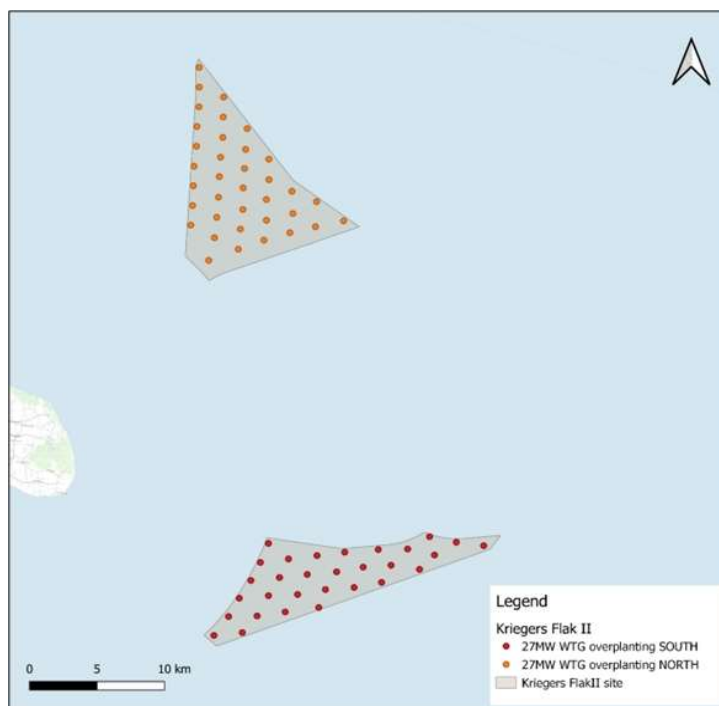 Legend
Kriegers Flak II
27MW WTG overplanting SOUTH
27MW WTG overplanting NORTH
Kriegers FlakII site
0 5 10 km